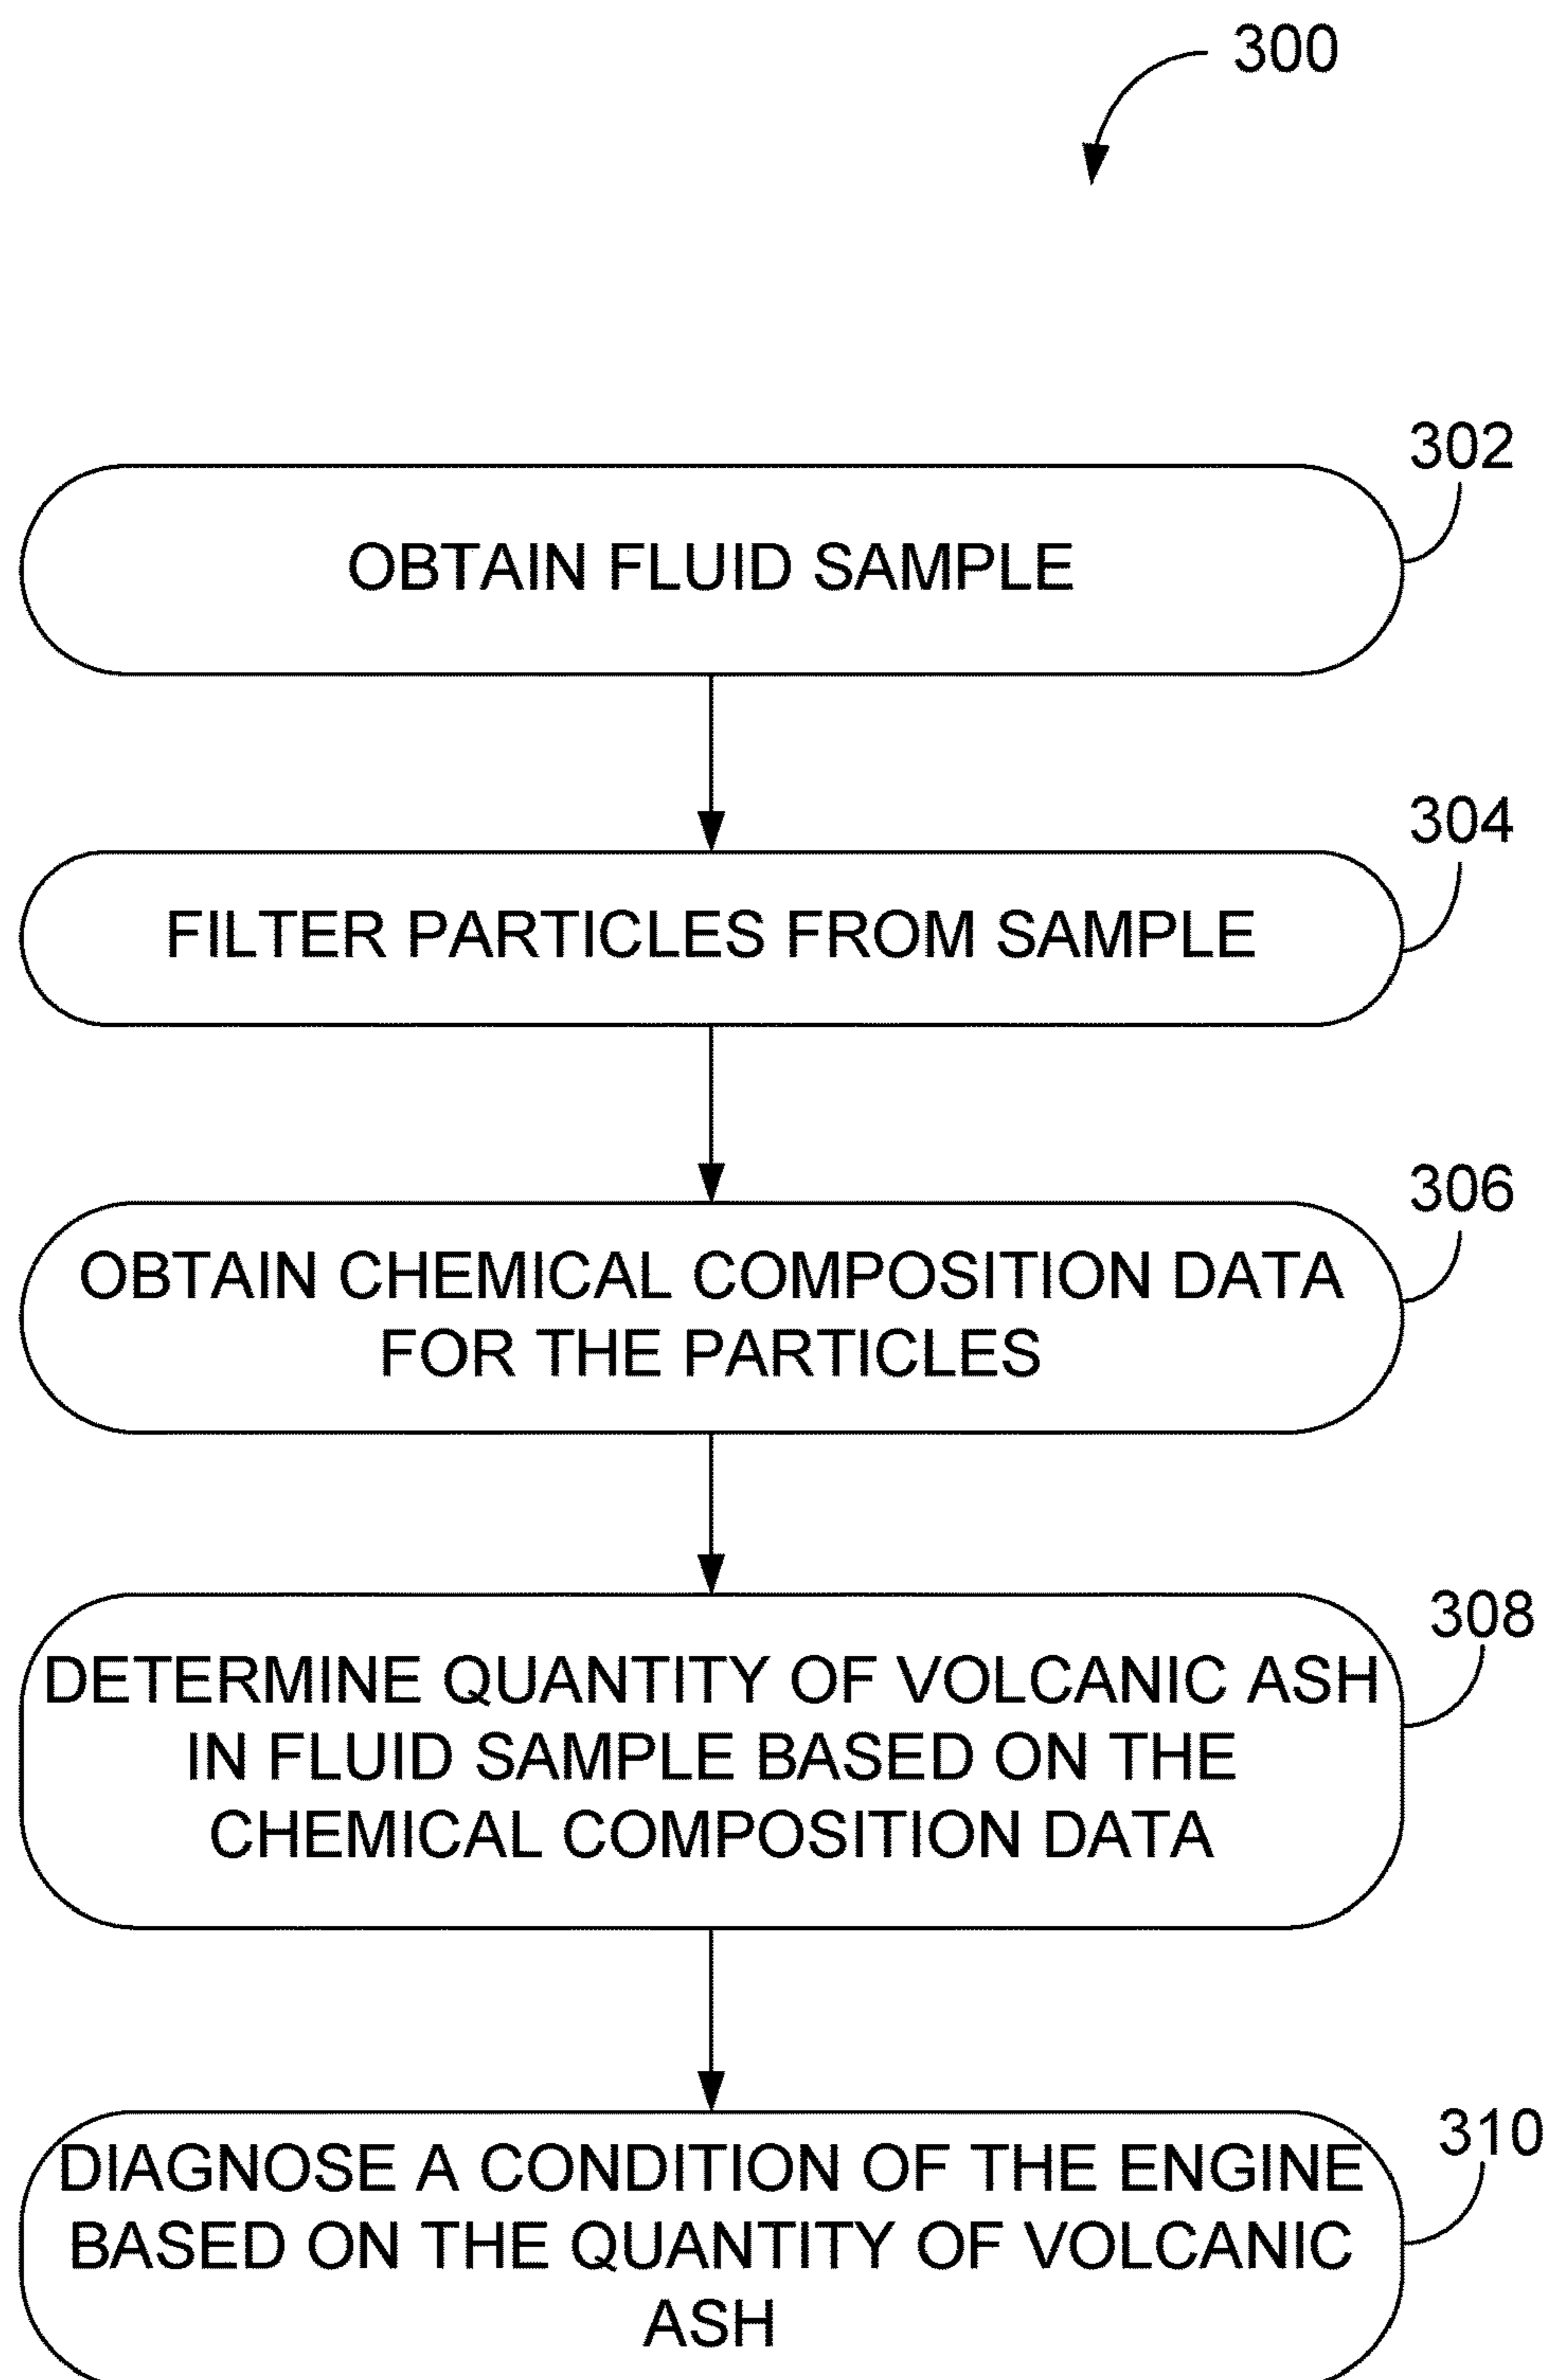 300
302
OBTAIN FLUID SAMPLE
304
FILTER PARTICLES FROM SAMPLE
306
OBTAIN CHEMICAL COMPOSITION DATA
FOR THE PARTICLES
308
DETERMINE QUANTITY OF VOLCANIC ASH
IN FLUID SAMPLE BASED ON THE
CHEMICAL COMPOSITION DATA
310
DIAGNOSE A CONDITION OF THE ENGINE
BASED ON THE QUANTITY OF VOLCANIC
ASH